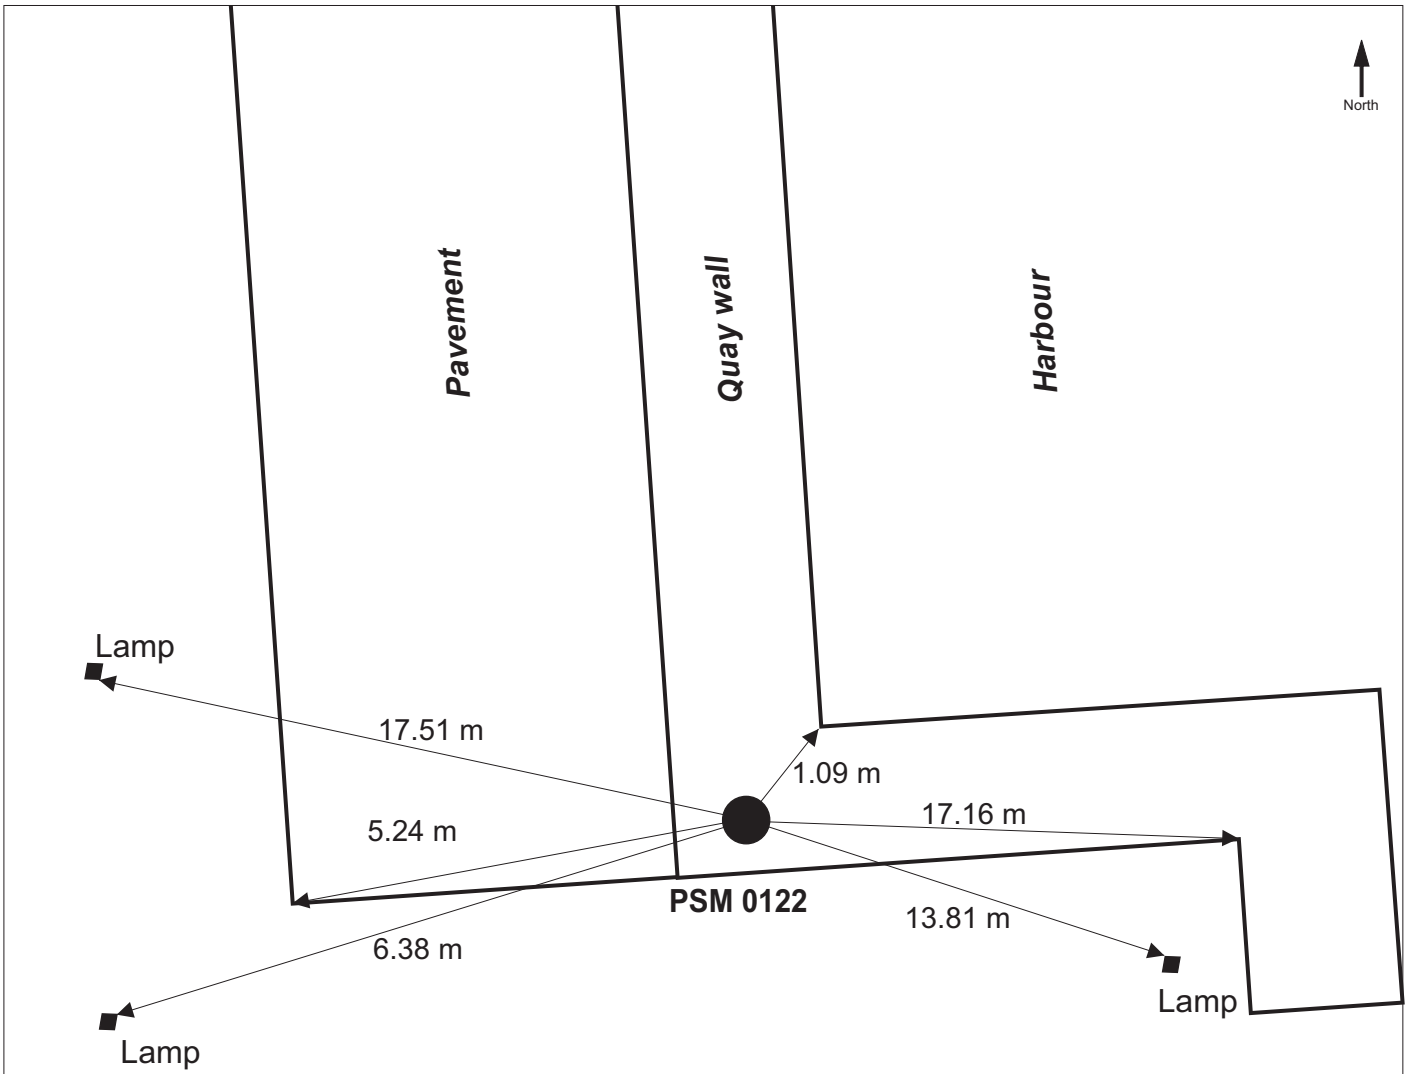 North
Pavement
Quay wall
Harbour
Lamp
17.51 m
1.09 m
17.16 m
5.24 m
PSM 0122
13.81 m
6.38 m
Lamp
Lamp